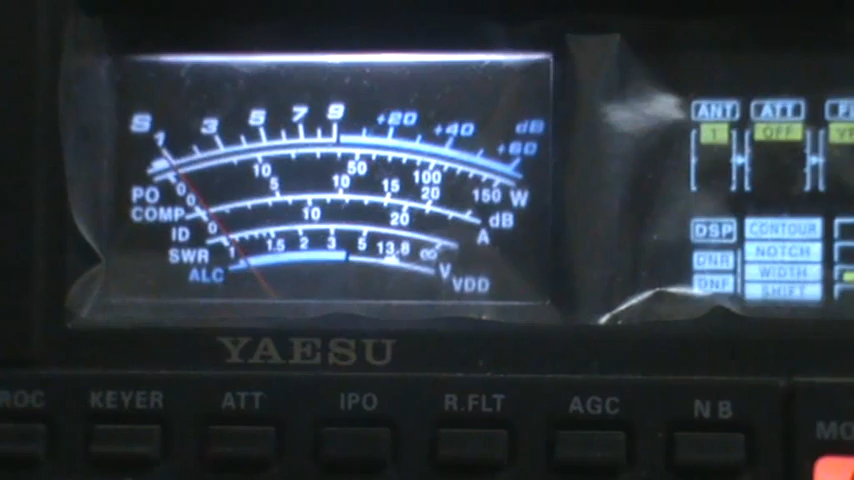 S 1 3 5 7 9 +20 +40 +60 dB
PO 0 10 50 100 150 W
COMP 0 5 10 15 20 dB
ID 0 10 20 A
SWR 1 1.5 2 3 5 ∞
ALC 13.8 V
VDD
ANT ATT
1 OFF
DSP CONTOUR
NOTCH
DNR WIDTH
DNF SHIFT
YAESU
KEYER ATT IPO R.FLT AGC NB